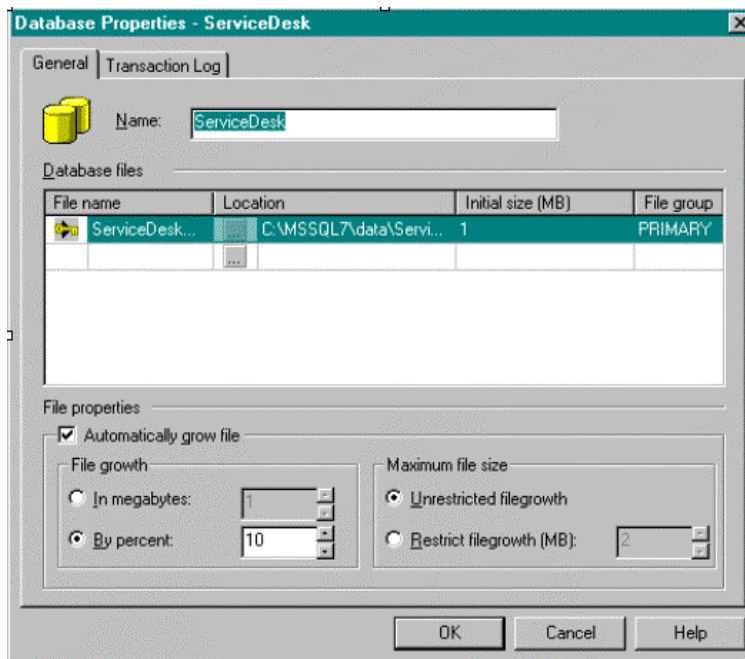 Database Properties - ServiceDesk
General Transaction Log
Name: ServiceDesk
Database files
File name Location Initial size (MB) File group
ServiceDesk... ... C:\MSSQL7\data\Servi... 1 PRIMARY
...
File properties
Automatically grow file
File growth Maximum file size
In megabytes: 1 Unrestricted filegrowth
By percent: 10 Restrict filegrowth (MB): 2
OK Cancel Help